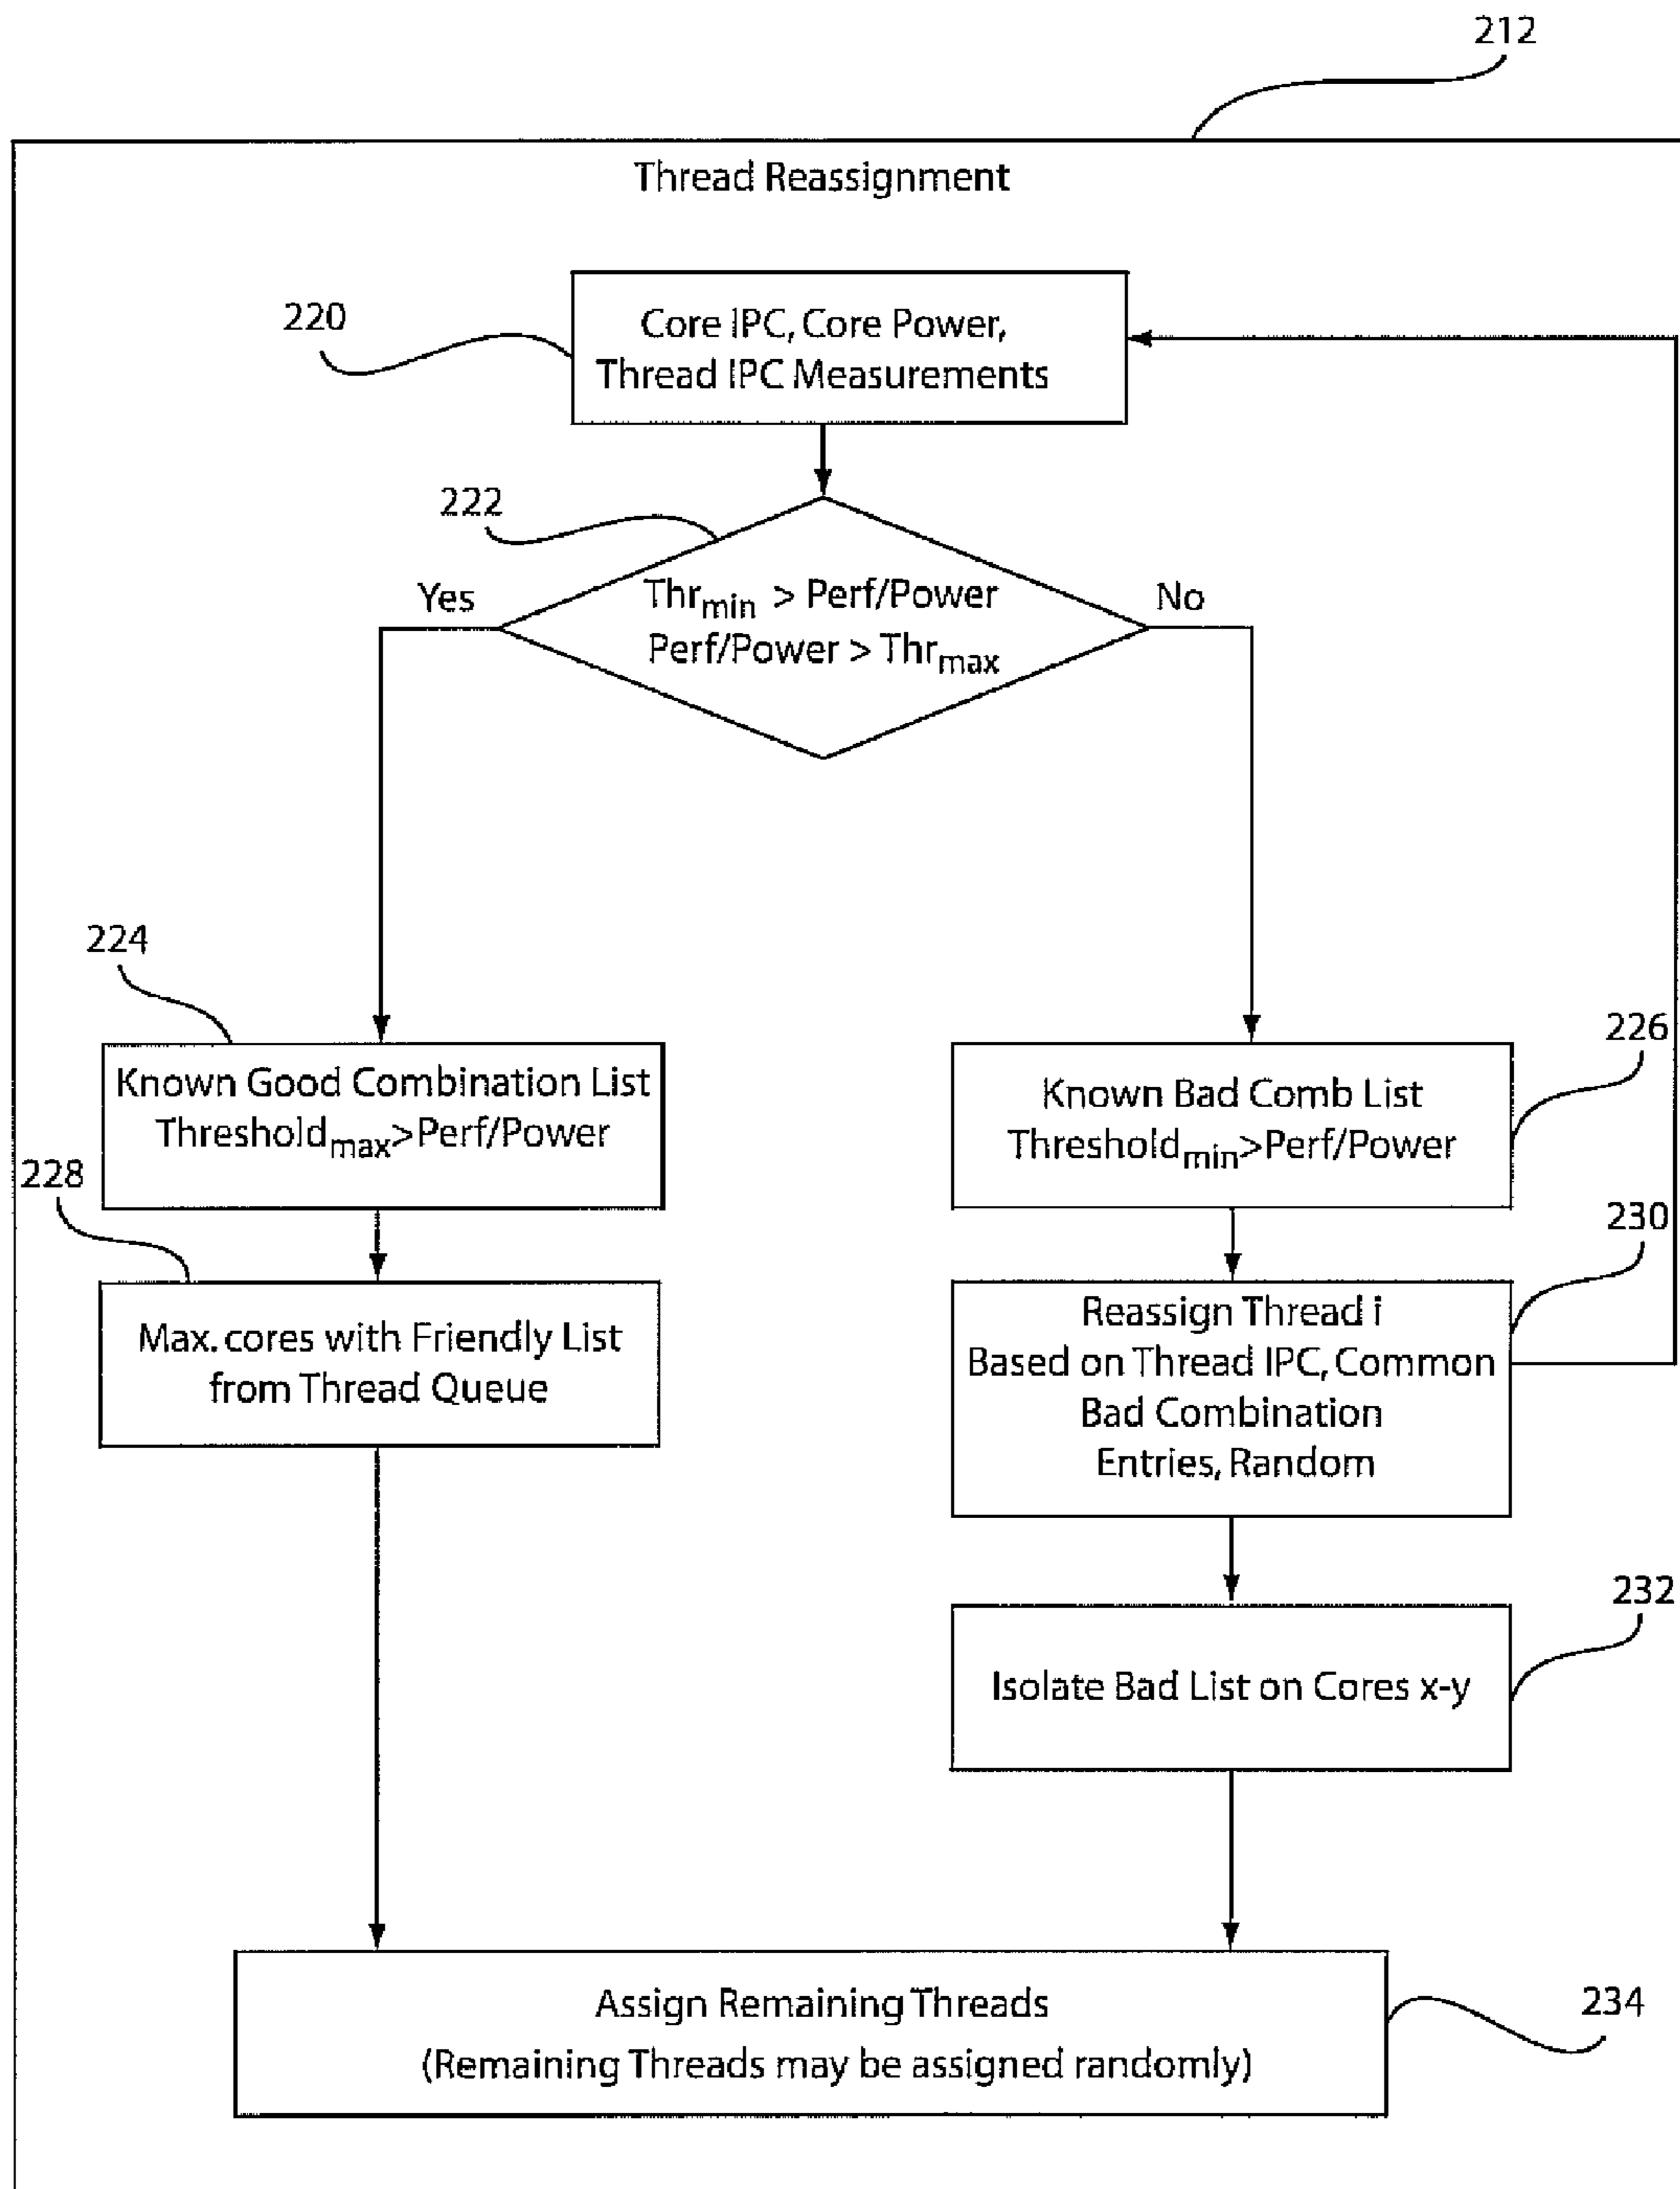 212
Thread Reassignment
220
Core IPC, Core Power,
Thread IPC Measurements
222
Yes
No
Thrmin > Perf/Power
Perf/Power > Thrmax
224
Known Good Combination List
Thresholdmax>Perf/Power
226
Known Bad Comb List
Thresholdmin>Perf/Power
228
Max. cores with Friendly List
from Thread Queue
230
Reassign Thread i
Based on Thread IPC, Common
Bad Combination
Entries, Random
232
Isolate Bad List on Cores x-y
234
Assign Remaining Threads
(Remaining Threads may be assigned randomly)